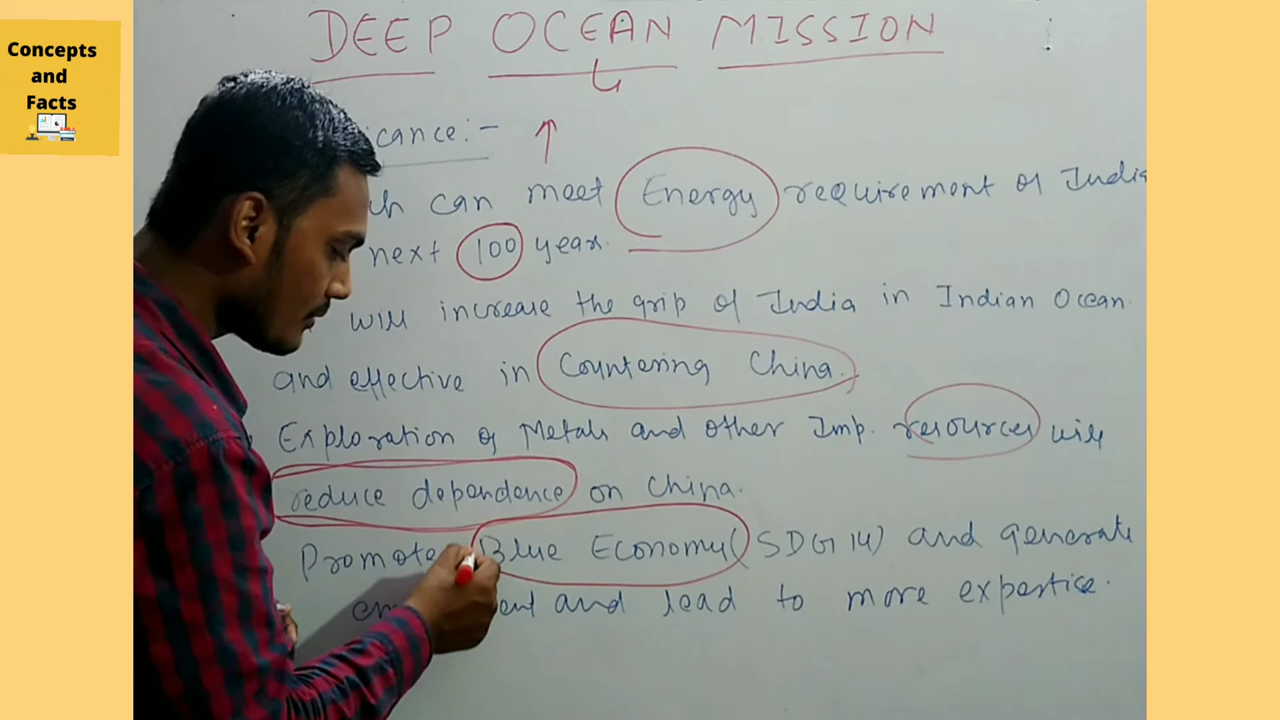 Concepts
and
Facts
DEEP OCEAN MISSION
icance:-
ch can meet Energy requirement of India
next 100 year.
will increase the grip of India in Indian Ocean.
and effective in Countering China.
Exploration of Metals and other Imp. resources will
reduce dependence on China.
Promote Blue Economy (SDG 14) and generate
and lead to more expertise.